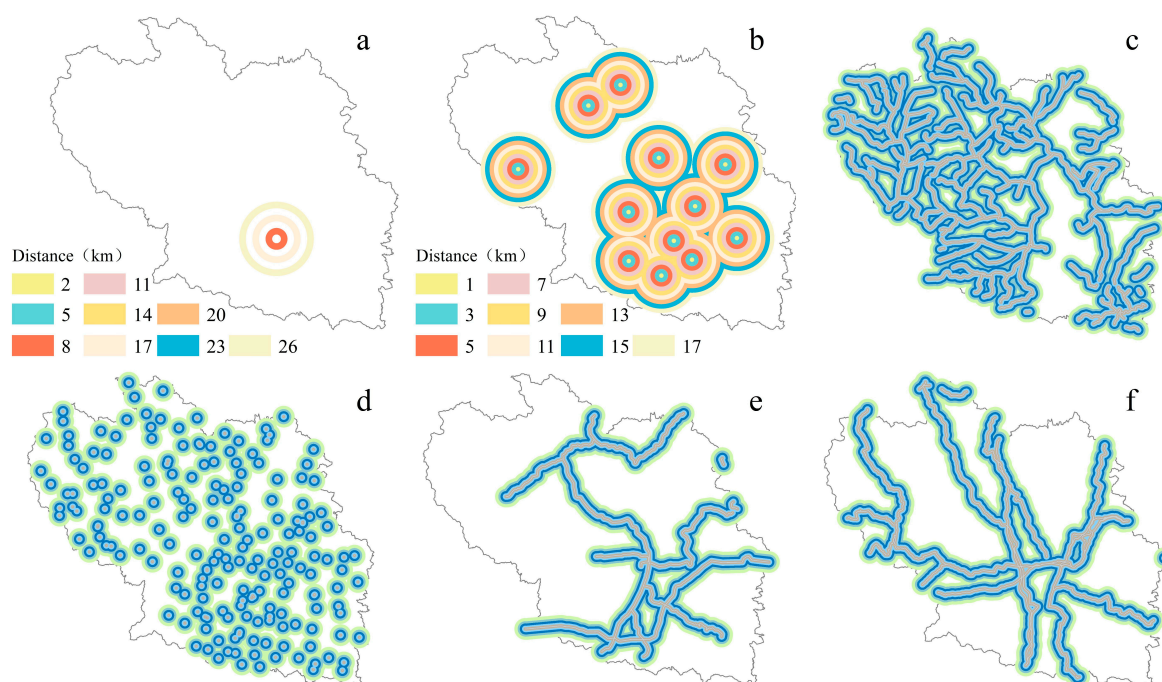 a
b
c
Distance（km）
2 11
5 14 20
8 17 23 26
Distance（km）
1 7
3 9 13
5 11 15 17
d
e
f